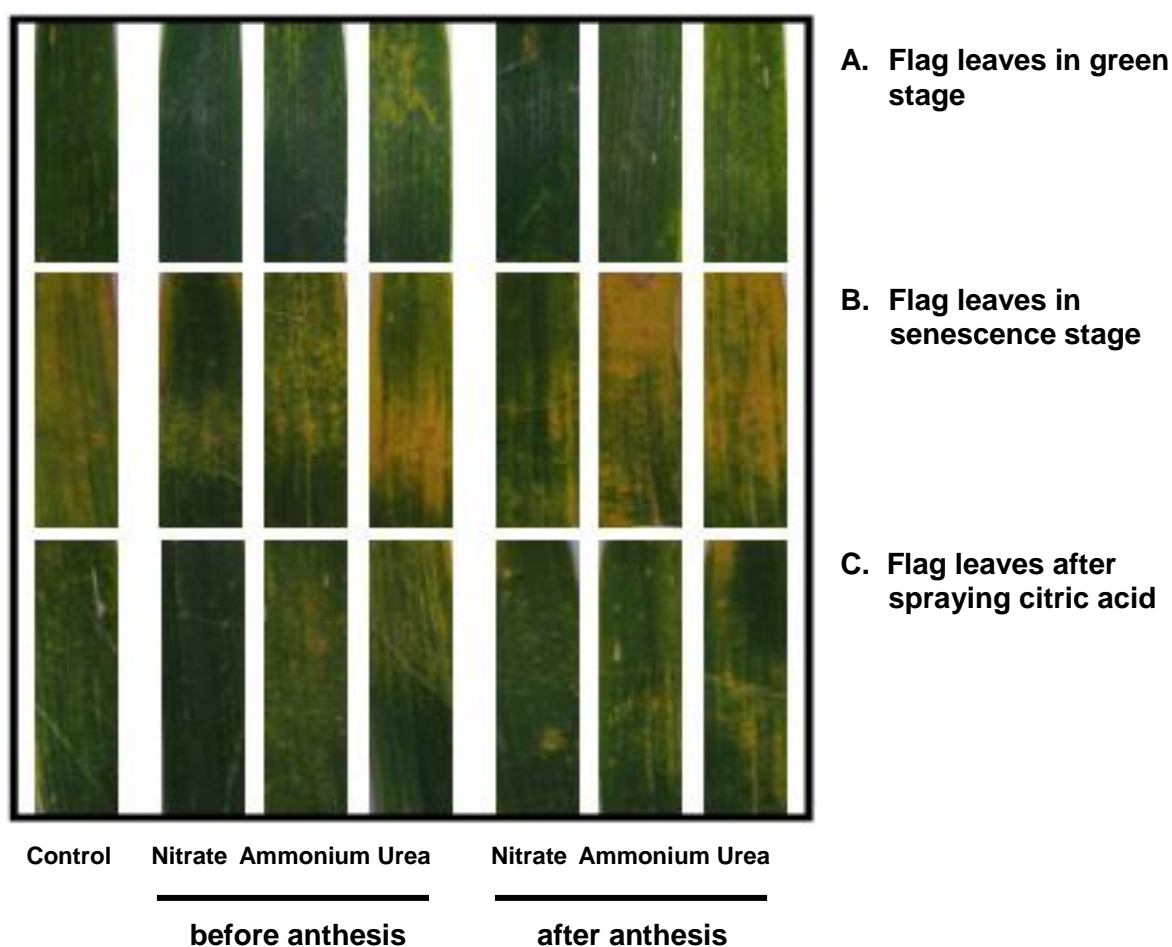 A. Flag leaves in green
stage
B. Flag leaves in
senescence stage
C. Flag leaves after
spraying citric acid
Control Nitrate Ammonium Urea Nitrate Ammonium Urea
before anthesis after anthesis